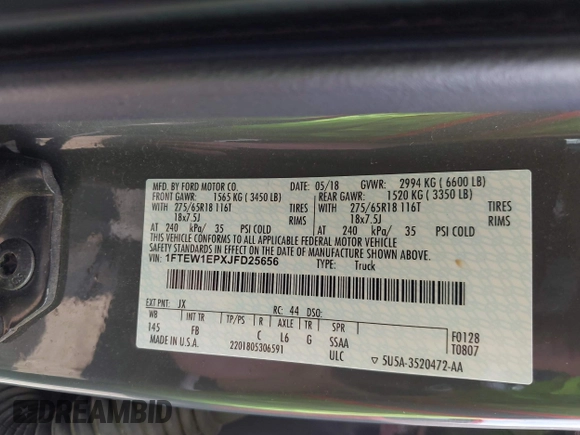 MFD. BY FORD MOTOR CO. DATE: 05/18 GVWR: 2994 KG ( 6600 LB)
FRONT GAWR: 1565 KG ( 3450 LB) REAR GAWR: 1520 KG ( 3350 LB)
WITH TIRES WITH TIRES
275/65R18 116T 275/65R18 116T
18x7.5J RIMS 18x7.5J RIMS
AT 240 kPa/ 35 PSI COLD AT 240 kPa/ 35 PSI COLD
THIS VEHICLE CONFORMS TO ALL APPLICABLE FEDERAL MOTOR VEHICLE
SAFETY STANDARDS IN EFFECT ON THE DATE OF MANUFACTURE SHOWN ABOVE.
VIN: 1FTEW1EPXJFD25656 TYPE: Truck
EXT PNT: JX RC: 44 DSO:
WB INT TR TP/PS R AXLE TR SPR
145 FB C L6 G SSAA
MADE IN U.S.A. 2201805306591 ULC
F0128
T0807
5U5A-3520472-AA
DREAMBID